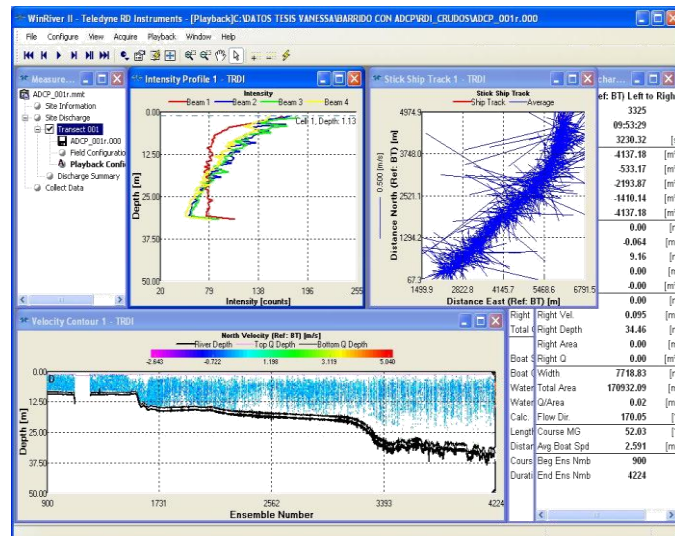 WinRiver II - Teledyne RD Instruments - [Playback]C:\DATOS TESIS VANESSA\BARRIDO CON ADCP\RDI_CRUDOS\ADCP_001r.000
File Configure View Acquire Playback Window Help
Measure...
ADCP_001r.mmt
Site Information
Site Discharge
Transect 001
ADCP_001r.000
Field Configuratio
Playback Confi
Discharge Summary
Collect Data
Intensity Profile 1 - TRDI
Intensity
Beam 1 Beam 2 Beam 3 Beam 4
Cell 1, Depth: 1.13
0.00
12.50
25.00
37.50
50.00
Depth [m]
20 79 138 196 255
Intensity [counts]
Stick Ship Track 1 - TRDI
Stick Ship Track
Ship Track Average
4974.9
3748.0
2521.1
1294.2
67.3
0.500 [m/s]
Distance North (Ref: BT) [m]
1499.9 2822.8 4145.7 5468.6 6791.5
Distance East (Ref: BT) [m]
char...
ef: BT) Left to Righ
3325
09:53:29
3230.32
-4137.18 [m³
-533.17 [m³
-2193.87 [m³
-1410.14 [m³
-4137.18 [m³
0.00 [m
-0.064 [m
9.16 [m
0.00 [m
-0.00 [m
0.00 [m
Right Right Vel. 0.095 [m
Total Right Depth 34.46 [m
Right Area 0.00 [m
Boat S Right Q 0.00 [m
Boat Width 7718.83 [m
Water Total Area 170932.09 [m
Water Q/Area 0.02 [m
Calc. Flow Dir. 170.05
Lengt Course MG 52.03
Distar Avg Boat Spd 2.591 [m
Cours Beg Ens Nmb 900
Durati End Ens Nmb 4224
Velocity Contour 1 - TRDI
North Velocity (Ref: BT) [m/s]
River Depth Top Q Depth Bottom Q Depth
-2.643 -0.722 1.198 3.119 5.040
0.00
12.50
25.00
37.50
50.00
Depth [m]
900 1731 2562 3393 4224
Ensemble Number